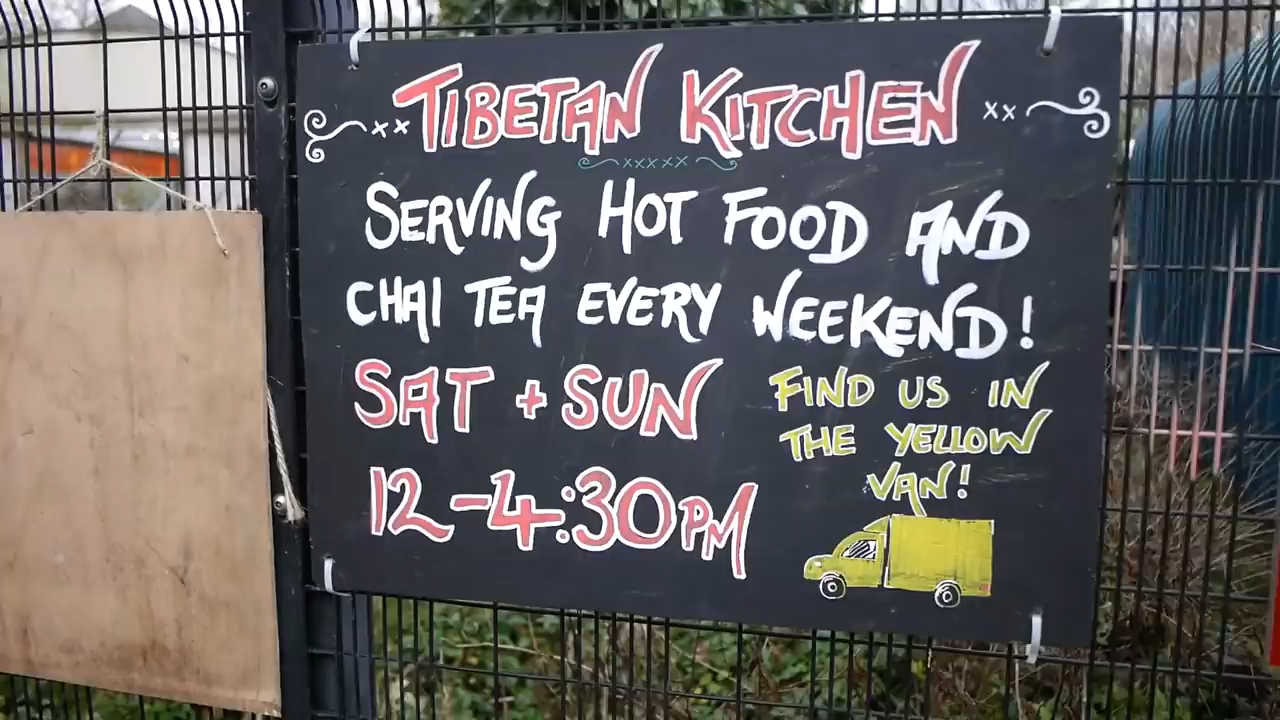 TIBETAN KITCHEN
SERVING HOT FOOD AND
CHAI TEA EVERY WEEKEND!
SAT + SUN
12-4:30PM
FIND US IN
THE YELLOW
VAN!